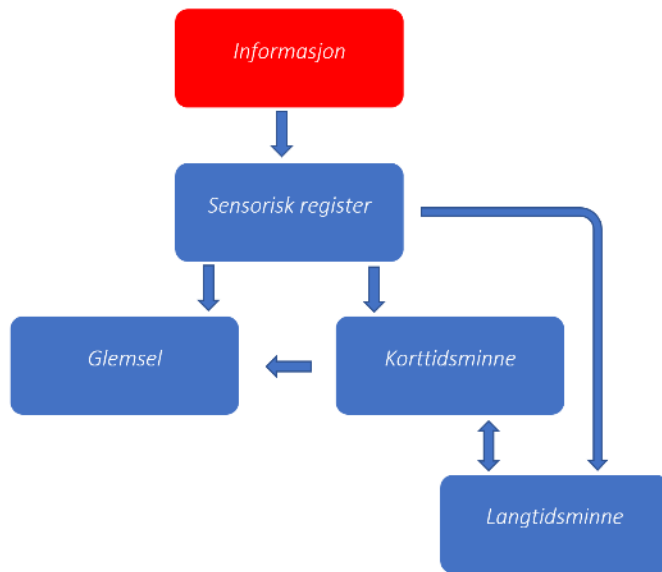 Informasjon
Sensorisk register
Glemsel
Korttidsminne
Langtidsminne